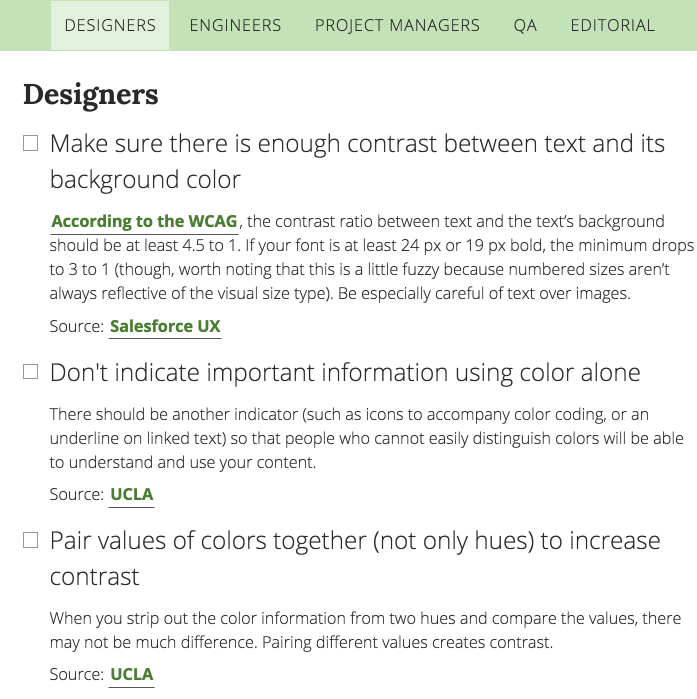 DESIGNERS ENGINEERS PROJECT MANAGERS QA EDITORIAL
Designers
Make sure there is enough contrast between text and its
background color
According to the WCAG, the contrast ratio between text and the text’s background
should be at least 4.5 to 1. If your font is at least 24 px or 19 px bold, the minimum drops
to 3 to 1 (though, worth noting that this is a little fuzzy because numbered sizes aren’t
always reflective of the visual size type). Be especially careful of text over images.
Source: Salesforce UX
Don't indicate important information using color alone
There should be another indicator (such as icons to accompany color coding, or an
underline on linked text) so that people who cannot easily distinguish colors will be able
to understand and use your content.
Source: UCLA
Pair values of colors together (not only hues) to increase
contrast
When you strip out the color information from two hues and compare the values, there
may not be much difference. Pairing different values creates contrast.
Source: UCLA